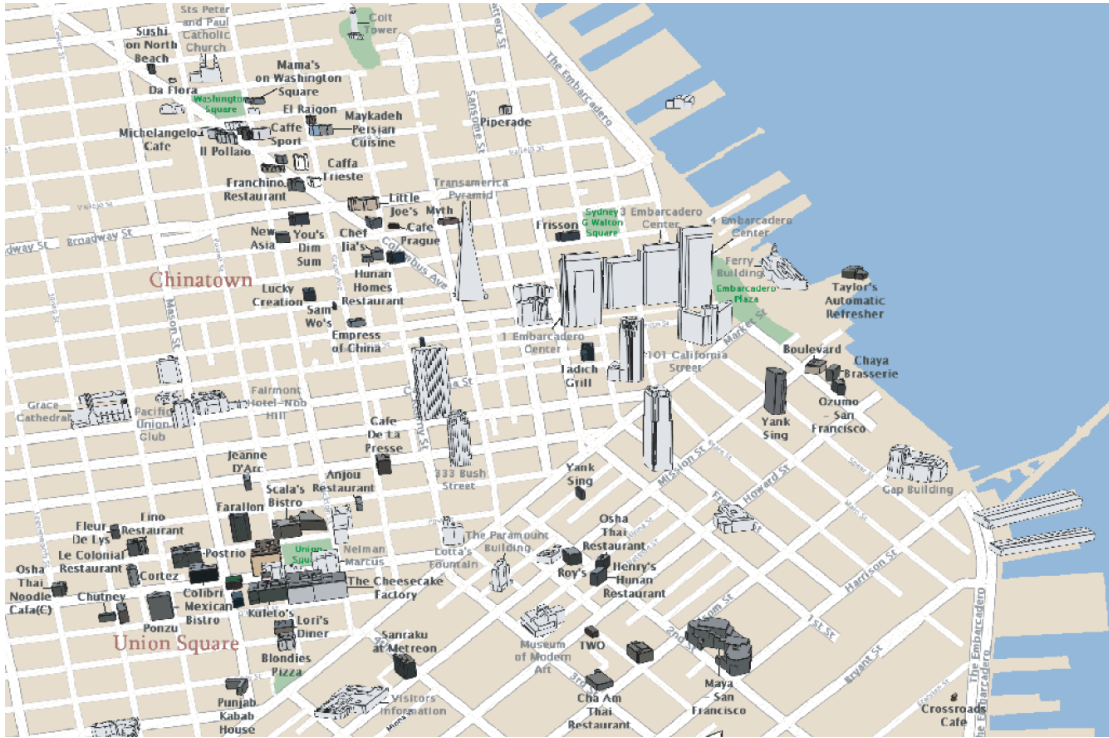 Sts Peter
and Paul
Catholic
Church
Coit
Tower
Battery St
The Embarcadero
Sushi
on North
Beach
Mama's
on Washington
Square
Da Flora
Washington
Square
El Raigon
Maykadeh
Persian
Cuisine
Sansome St
Piperade
Michelangelo
Cafe
Caffe
Sport
Il Pollaio
Vallejo St
Caffa
Trieste
Franchino
Restaurant
Transamerica
Pyramid
Little
Joe's
Myth
Sydney
G Walton
Square
3 Embarcadero
Center
4 Embarcadero
Center
Broadway St
Broadway St
New
Asia
You's
Dim
Sum
Chef
Jia's
Cafe
Prague
Frisson
Columbus Ave
Ferry
Building
Chinatown
Hunan
Homes
Restaurant
Embarcadero
Plaza
Taylor's
Automatic
Refresher
Lucky
Creation
Sam
Wo's
Empress
of China
Mason St
Market St
1 Embarcadero
Center
101 California
Street
Tadich
Grill
Boulevard
Chaya
Brasserie
Ozumo
- San
Francisco
Grace
Cathedral
Pacific
Union
Club
Fairmont
Hotel-Nob
Hill
Yank
Sing
Cafe
De La
Presse
333 Bush
Street
Jeanne
D'Arc
Anjou
Restaurant
Scala's
Bistro
Yank
Sing
Mission St
Howard St
Gap Building
Farallon
Fino
Restaurant
Fleur
De Lys
Le Colonial
Restaurant
Postrio
Union
Square
Neiman
Marcus
Lotta's
Fountain
The Paramount
Building
Osha
Thai
Restaurant
Harrison St
Osha
Thai
Noodle
Cafa(C)
Cortez
Chutney
Ponzu
Colibri
Mexican
Bistro
Kuleto's
The Cheesecake
Factory
Roy's
Henry's
Hunan
Restaurant
1st St
Union Square
Lori's
Diner
Blondies
Pizza
Sanraku
at Metreon
Museum
of Modern
Art
TWO
2nd St
Bryant St
The Embarcadero
The Embarcadero
Punjab
Kabab
House
Visitors
Information
3rd St
Cha Am
Thai
Restaurant
Maya
- San
Francisco
Crossroads
Cafe